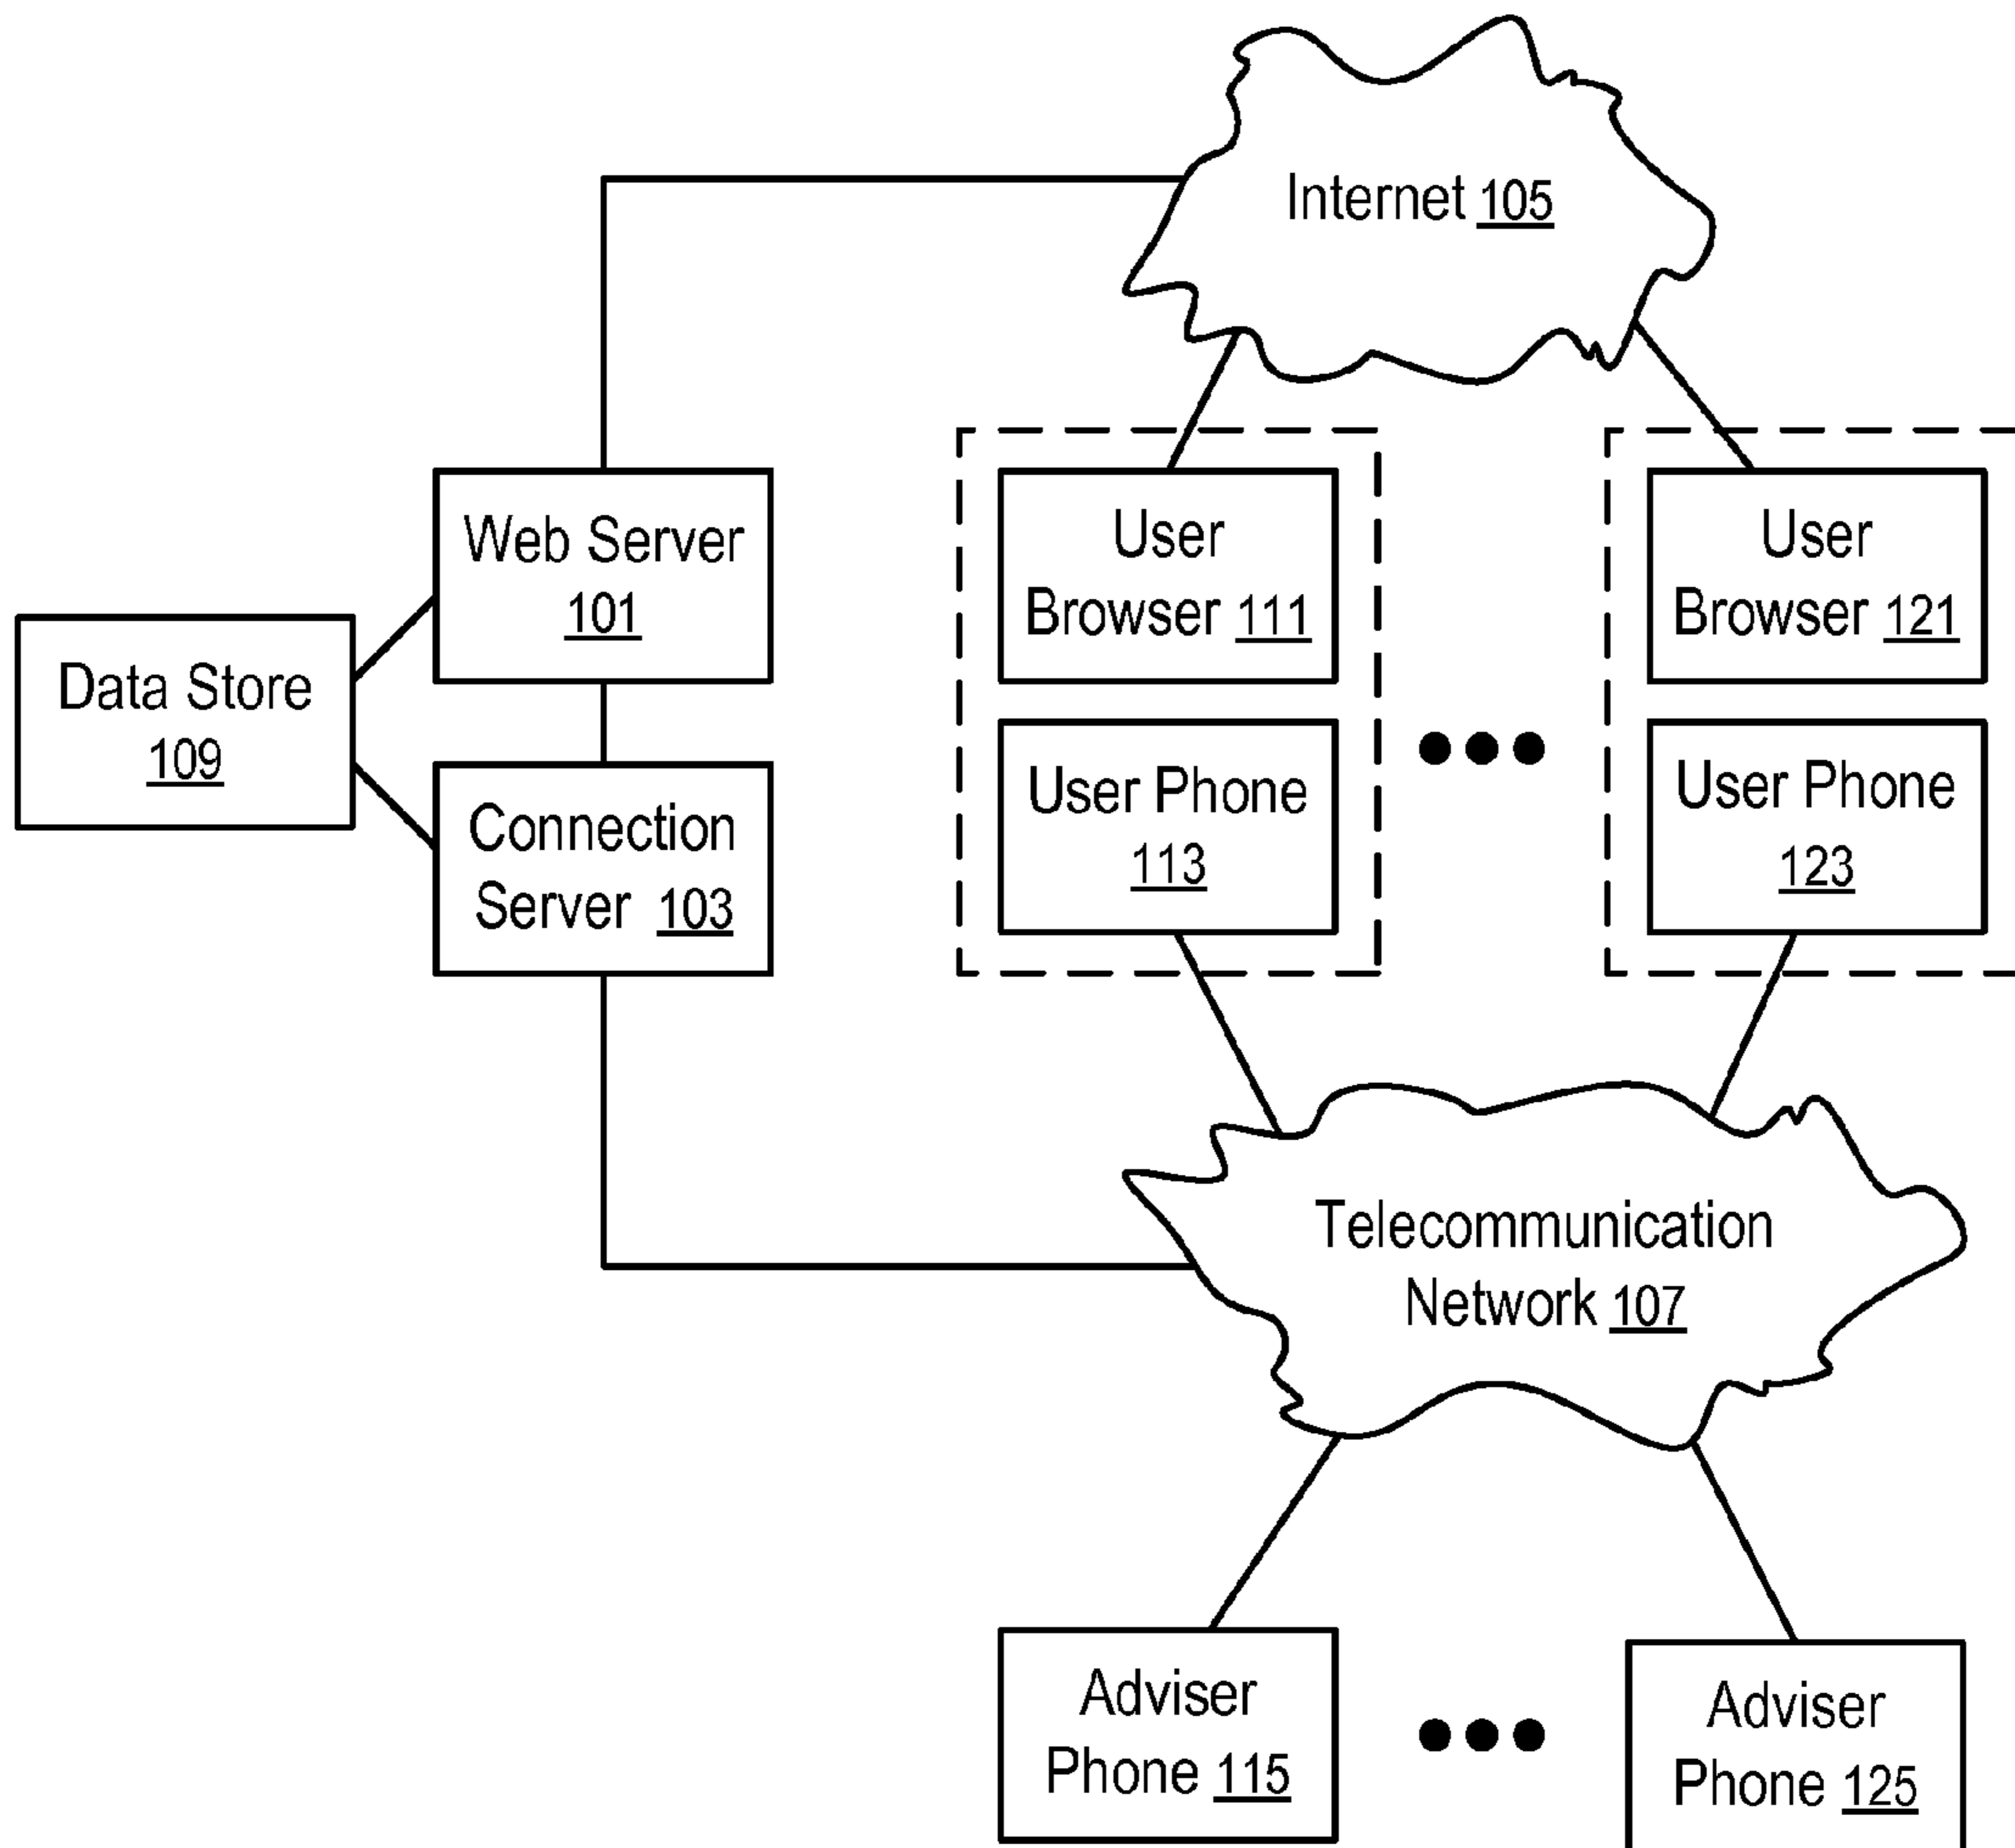 Internet 105
Web Server
101
User
Browser 111
User
Browser 121
Data Store
109
Connection
Server 103
User Phone
113
User Phone
123
Telecommunication
Network 107
Adviser
Phone 115
Adviser
Phone 125